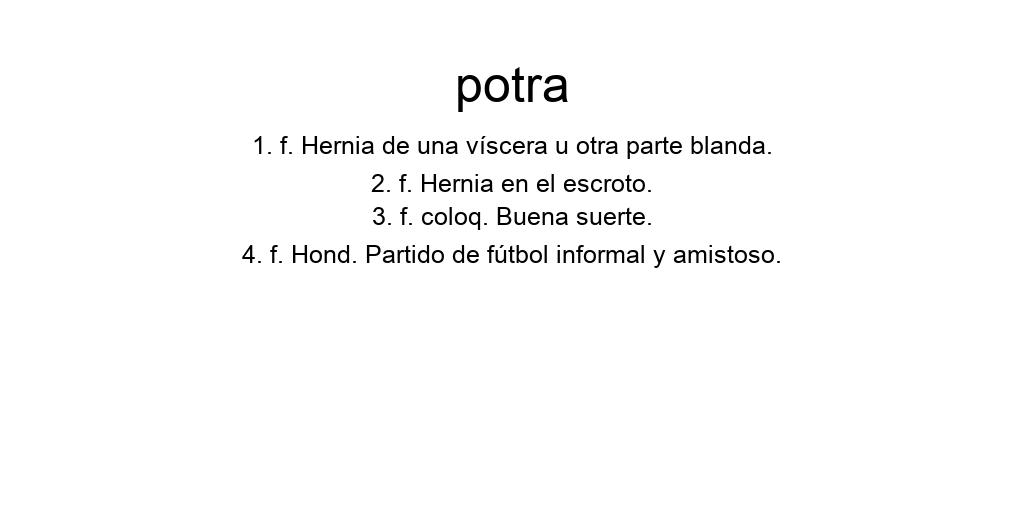 potra
1. f. Hernia de una víscera u otra parte blanda.
2. f. Hernia en el escroto.
3. f. coloq. Buena suerte.
4. f. Hond. Partido de fútbol informal y amistoso.